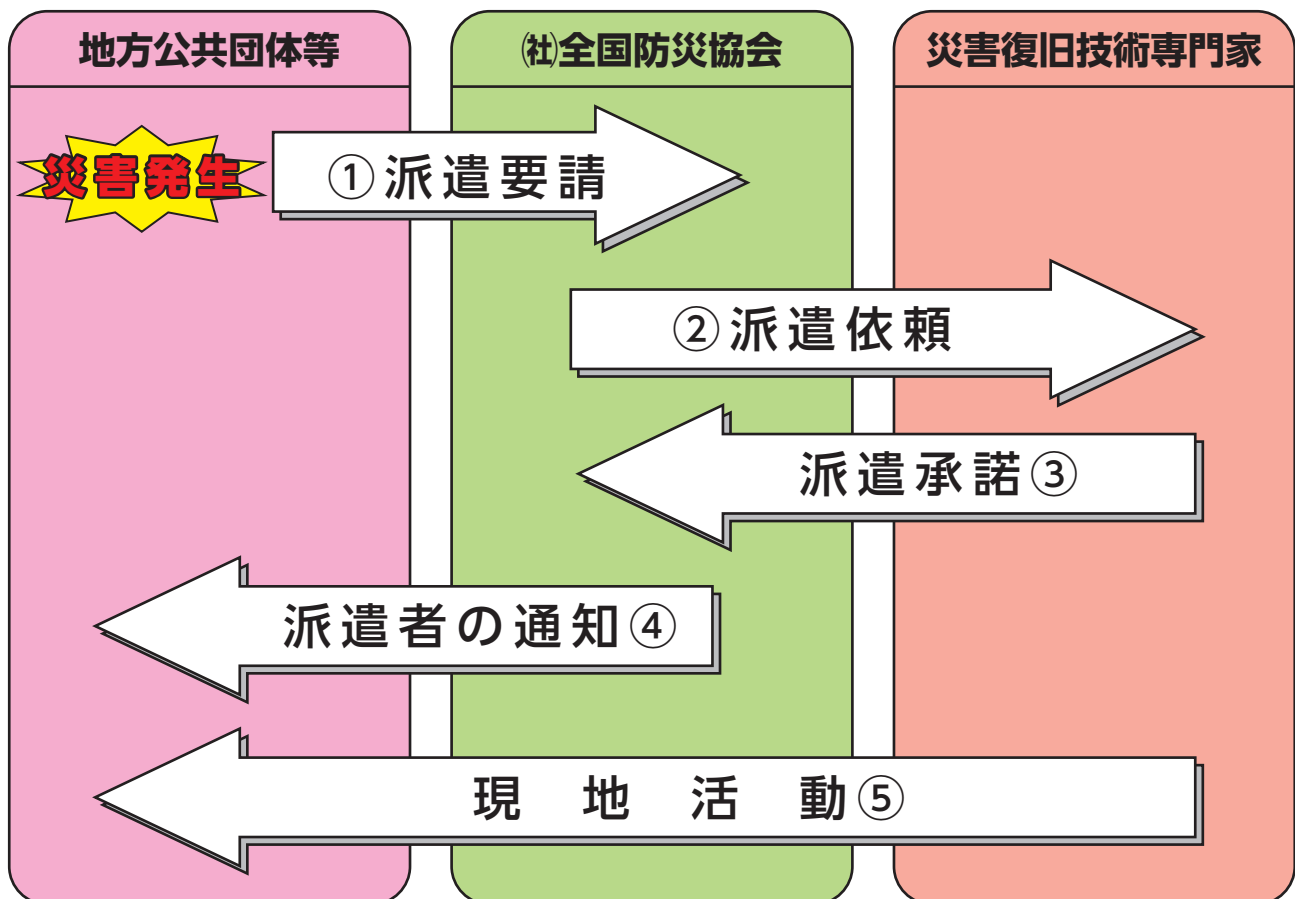 地方公共団体等
㈳全国防災協会
災害復旧技術専門家
災害発生
①派遣要請
②派遣依頼
派遣承諾③
派遣者の通知④
現　地　活　動⑤